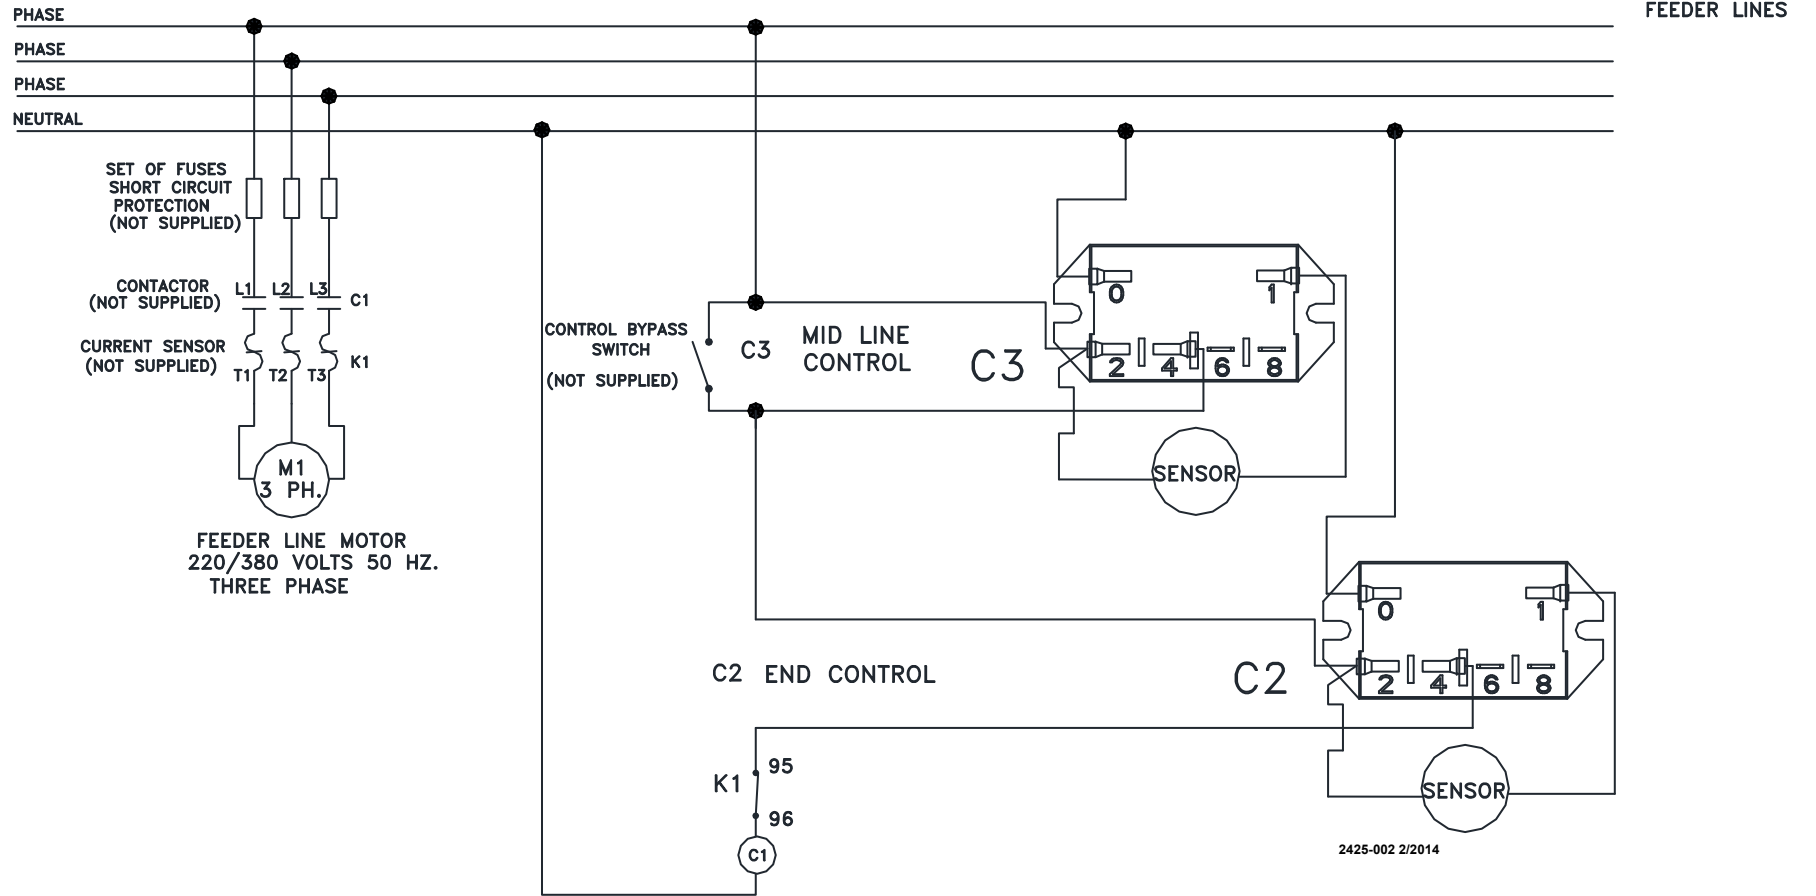 FEEDER LINES
PHASE
PHASE
PHASE
NEUTRAL
SET OF FUSES
SHORT CIRCUIT
PROTECTION
(NOT SUPPLIED)
CONTACTOR
(NOT SUPPLIED)
L1 L2 L3 C1
CURRENT SENSOR
(NOT SUPPLIED)
K1
T1 T2 T3
M1
3 PH.
FEEDER LINE MOTOR
220/380 VOLTS 50 HZ.
THREE PHASE
CONTROL BYPASS
SWITCH
(NOT SUPPLIED)
C3
MID LINE
CONTROL
C3
0 1
2 4 6 8
SENSOR
C2 END CONTROL
C2
0 1
2 4 6 8
SENSOR
K1
95
96
C1
2425-002 2/2014